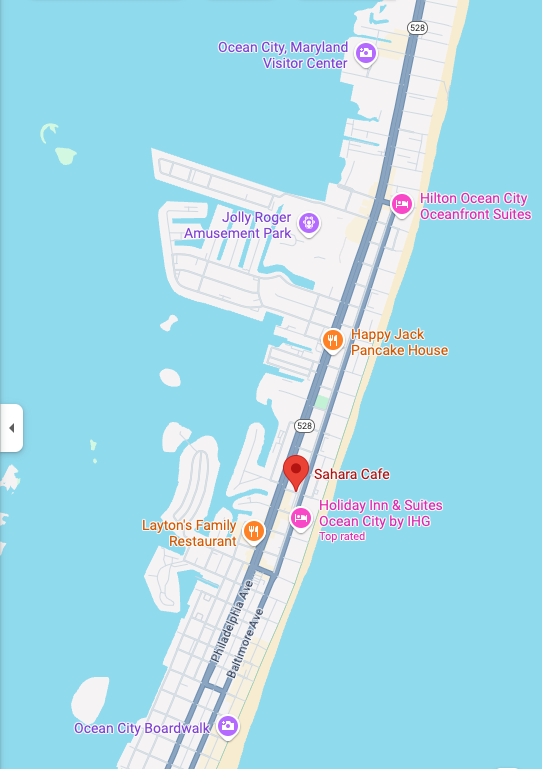 528
Ocean City, Maryland
Visitor Center
Hilton Ocean City
Oceanfront Suites
Jolly Roger
Amusement Park
Happy Jack
Pancake House
528
Sahara Cafe
Holiday Inn & Suites
Ocean City by IHG
Top rated
Layton's Family
Restaurant
Philadelphia Ave
Baltimore Ave
Ocean City Boardwalk